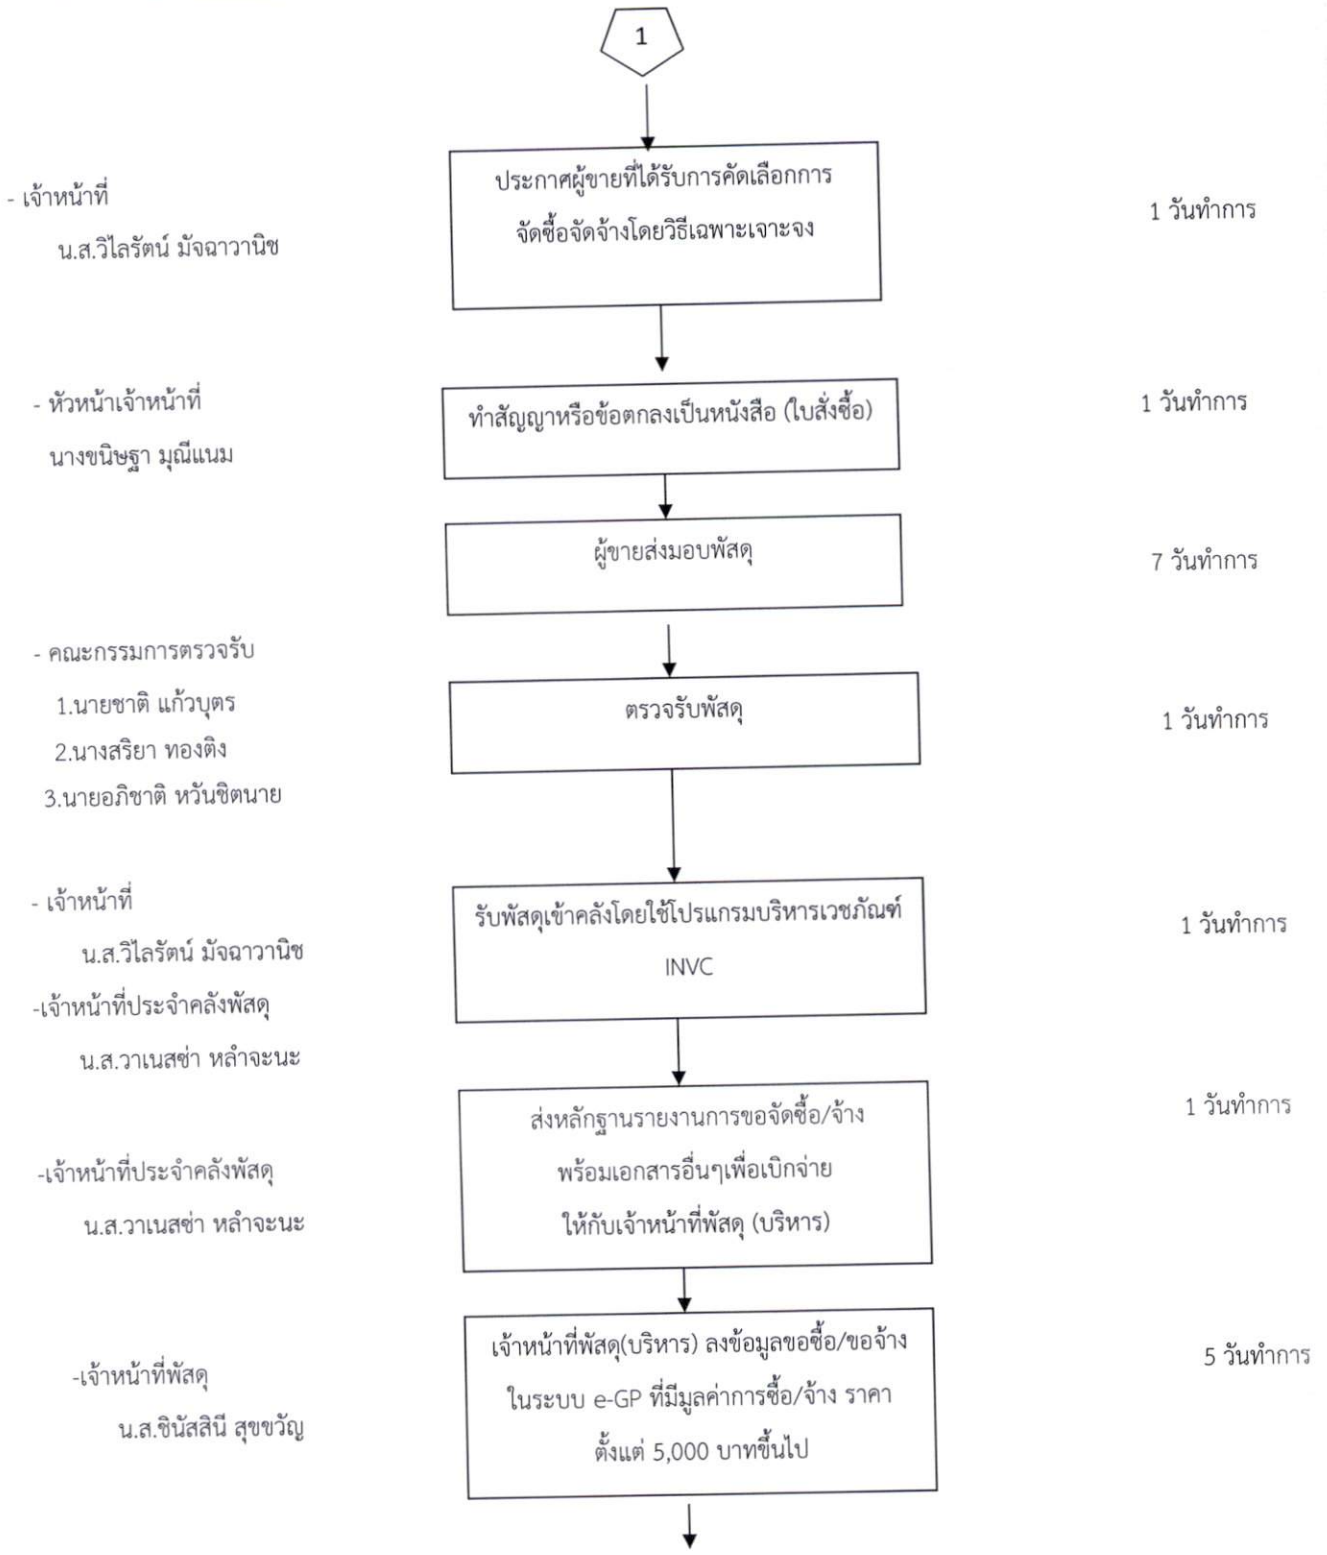 1
- เจ้าหน้าที่
น.ส.วิไลรัตน์ มัจฉาวานิช
ประกาศผู้ขายที่ได้รับการคัดเลือกการ
จัดซื้อจัดจ้างโดยวิธีเฉพาะเจาะจง
1 วันทำการ
- หัวหน้าเจ้าหน้าที่
นางขนิษฐา มุณีแนม
ทำสัญญาหรือข้อตกลงเป็นหนังสือ (ใบสั่งซื้อ)
1 วันทำการ
ผู้ขายส่งมอบพัสดุ
7 วันทำการ
- คณะกรรมการตรวจรับ
1.นายชาติ แก้วบุตร
2.นางสริยา ทองติง
3.นายอภิชาติ หวันชิตนาย
ตรวจรับพัสดุ
1 วันทำการ
- เจ้าหน้าที่
น.ส.วิไลรัตน์ มัจฉาวานิช
-เจ้าหน้าที่ประจำคลังพัสดุ
น.ส.วาเนสซ่า หลำจะนะ
รับพัสดุเข้าคลังโดยใช้โปรแกรมบริหารเวชภัณฑ์
INVC
1 วันทำการ
-เจ้าหน้าที่ประจำคลังพัสดุ
น.ส.วาเนสซ่า หลำจะนะ
ส่งหลักฐานรายงานการขอจัดซื้อ/จ้าง
พร้อมเอกสารอื่นๆเพื่อเบิกจ่าย
ให้กับเจ้าหน้าที่พัสดุ (บริหาร)
1 วันทำการ
-เจ้าหน้าที่พัสดุ
น.ส.ชินัสสินี สุขขวัญ
เจ้าหน้าที่พัสดุ(บริหาร) ลงข้อมูลขอซื้อ/ขอจ้าง
ในระบบ e-GP ที่มีมูลค่าการซื้อ/จ้าง ราคา
ตั้งแต่ 5,000 บาทขึ้นไป
5 วันทำการ